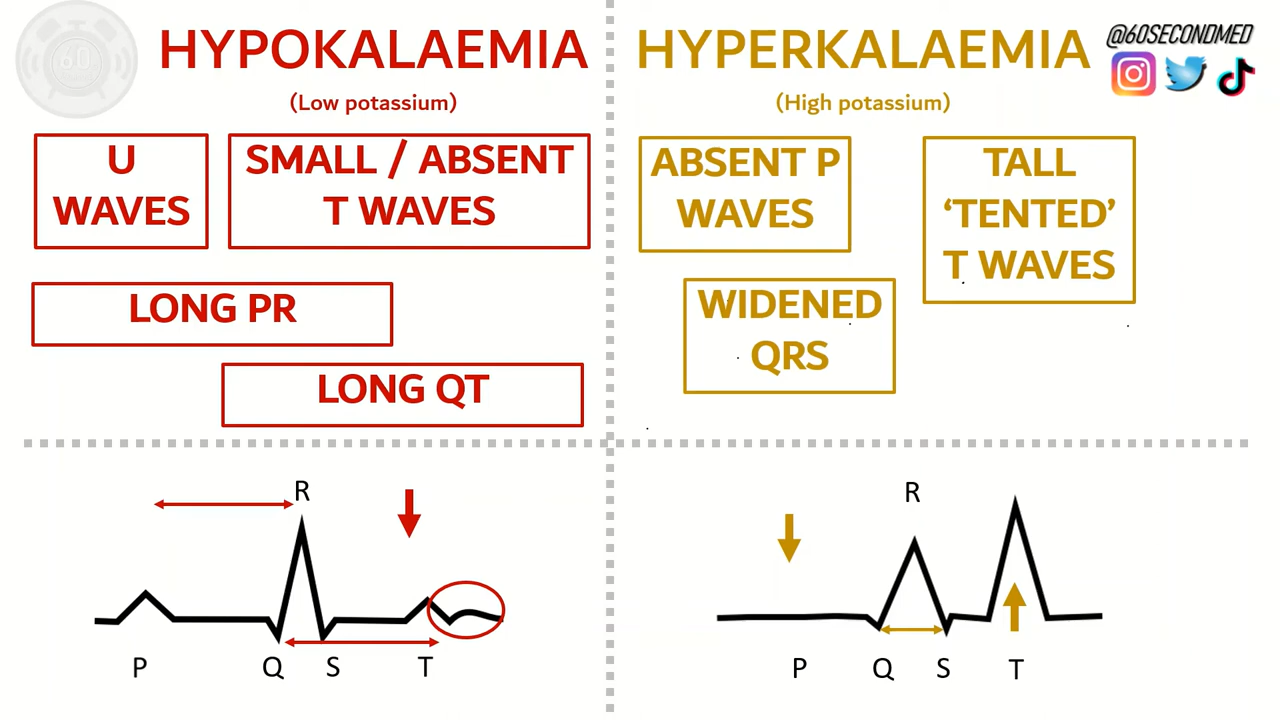 60
HYPOKALAEMIA
(Low potassium)
U
WAVES
SMALL / ABSENT
T WAVES
LONG PR
LONG QT
R
P
Q
S
T
HYPERKALAEMIA
(High potassium)
@60SECONDMED
ABSENT P
WAVES
TALL
‘TENTED’
T WAVES
WIDENED
QRS
R
P
Q
S
T